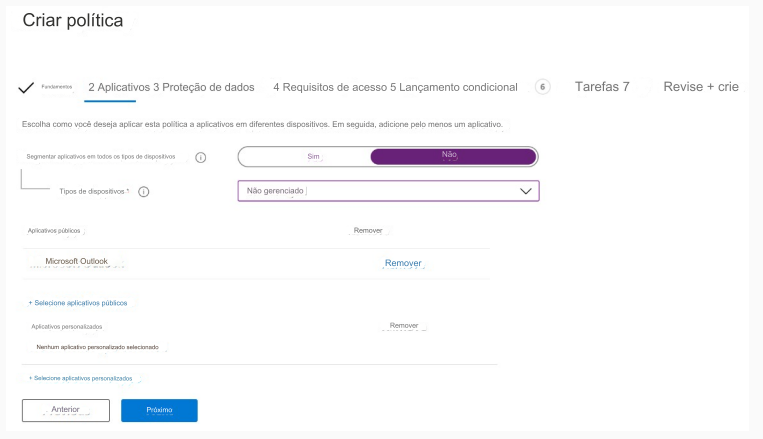 Criar política
Fundamentos 2 Aplicativos 3 Proteção de dados 4 Requisitos de acesso 5 Lançamento condicional 6 Tarefas 7 Revise + crie
Escolha como você deseja aplicar esta política a aplicativos em diferentes dispositivos. Em seguida, adicione pelo menos um aplicativo.
Segmentar aplicativos em todos os tipos de dispositivos Sim Não
Tipos de dispositivos * Não gerenciado
Aplicativos públicos Remover
Microsoft Outlook Remover
+ Selecione aplicativos públicos
Aplicativos personalizados Remover
Nenhum aplicativo personalizado selecionado
+ Selecione aplicativos personalizados
Anterior Próximo